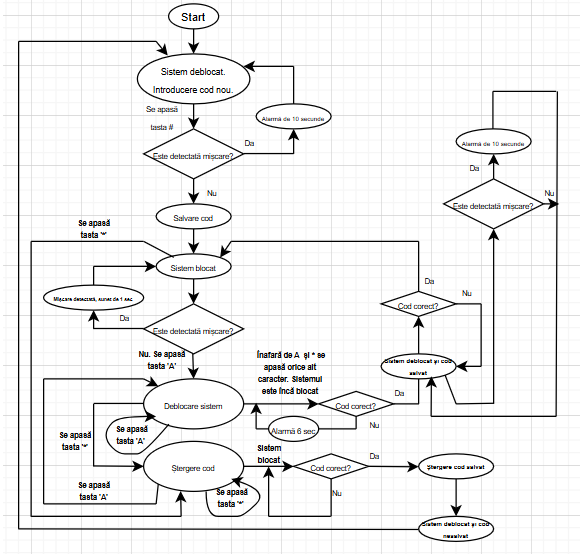 Start
Sistem deblocat.
Introducere cod nou.
Se apasă
tasta #
Alarmă de 10 secunde
Este detectată mișcare?
Da
Nu
Salvare cod
Se apasă
tasta '*'
Sistem blocat
Mișcare detectată, sunet de 1 sec
Da
Este detectată mișcare?
Nu. Se apasă
tasta 'A'
Alarmă de 10 secunde
Da
Este detectată mișcare?
Nu
Da
Cod corect?
Nu
Sistem deblocat și cod
salvat
Înafară de A și * se
apasă orice alt
caracter. Sistemul
este încă blocat
Deblocare sistem
Cod corect?
Da
Nu
Alarmă 6 sec
Se apasă
tasta 'A'
Se apasă
tasta '*'
Ștergere cod
Sistem
blocat
Cod corect?
Da
Nu
Ștergere cod salvat
Se apasă
tasta 'A'
Se apasă
tasta '*'
Sistem deblocat și cod
nesalvat